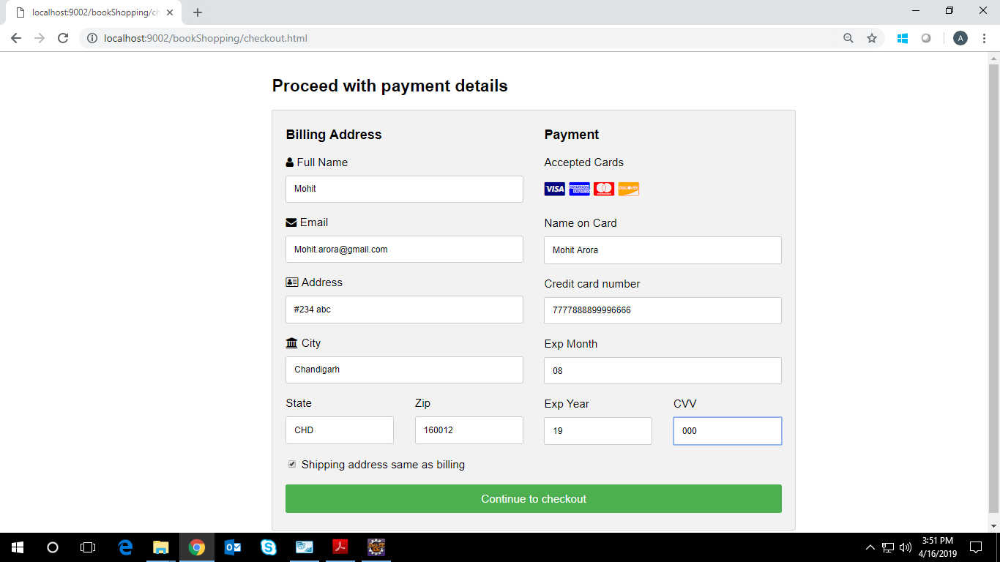 localhost:9002/bookShopping/ch
localhost:9002/bookShopping/checkout.html
A
Proceed with payment details
Billing Address
Full Name
Mohit
Email
Mohit.arora@gmail.com
Address
#234 abc
City
Chandigarh
State
Zip
CHD
160012
Shipping address same as billing
Payment
Accepted Cards
VISA
DISCOVER
Name on Card
Mohit Arora
Credit card number
7777888899996666
Exp Month
08
Exp Year
CVV
19
000
Continue to checkout
3:51 PM
4/16/2019